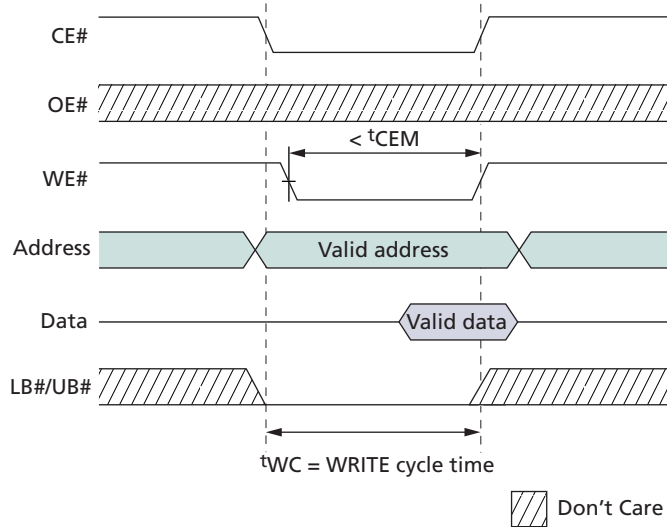 CE#
OE#
< tCEM
WE#
Address
Valid address
Data
Valid data
LB#/UB#
tWC = WRITE cycle time
Don't Care